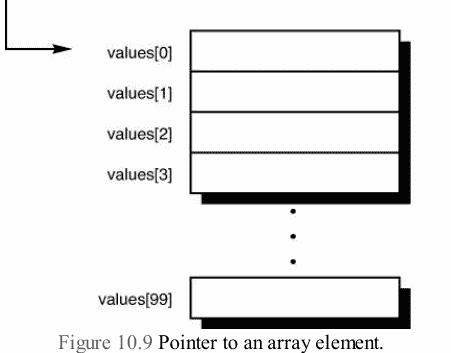 values[0]
values[1]
values[2]
values[3]
values[99]
Figure 10.9 Pointer to an array element.